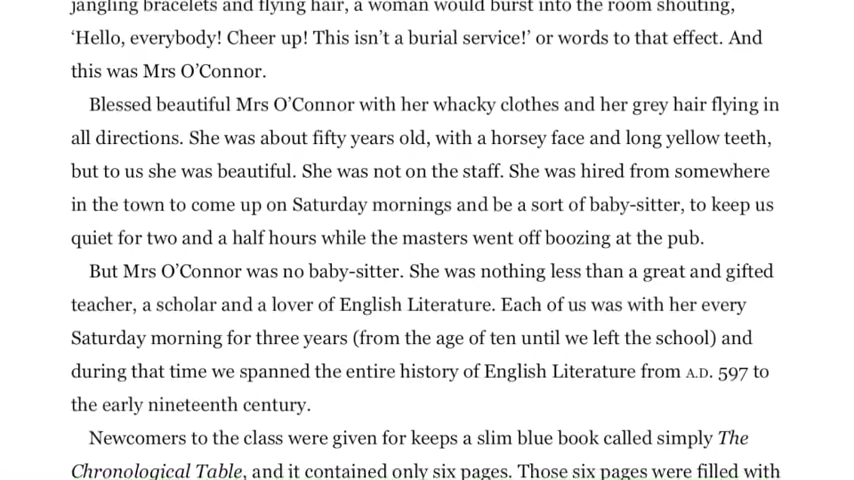 jangling bracelets and flying hair, a woman would burst into the room shouting,
‘Hello, everybody! Cheer up! This isn’t a burial service!’ or words to that effect. And
this was Mrs O’Connor.
Blessed beautiful Mrs O’Connor with her whacky clothes and her grey hair flying in
all directions. She was about fifty years old, with a horsey face and long yellow teeth,
but to us she was beautiful. She was not on the staff. She was hired from somewhere
in the town to come up on Saturday mornings and be a sort of baby-sitter, to keep us
quiet for two and a half hours while the masters went off boozing at the pub.
But Mrs O’Connor was no baby-sitter. She was nothing less than a great and gifted
teacher, a scholar and a lover of English Literature. Each of us was with her every
Saturday morning for three years (from the age of ten until we left the school) and
during that time we spanned the entire history of English Literature from A.D. 597 to
the early nineteenth century.
Newcomers to the class were given for keeps a slim blue book called simply The
Chronological Table, and it contained only six pages. Those six pages were filled with